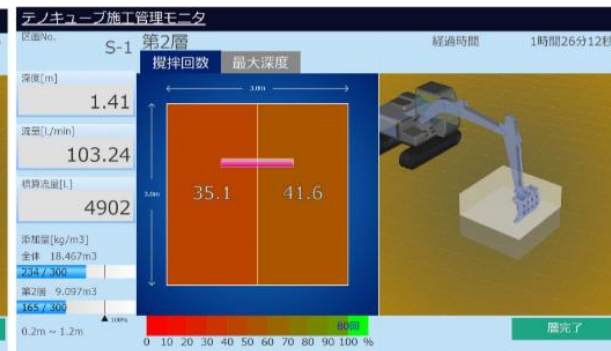 テノキューブ施工管理モニタ
区画No.
S-1
第2層
経過時間
1時間26分12秒
攪拌回数
最大深度
深度[m]
1.41
流量[L/min]
103.24
積算流量[L]
4902
添加量[kg/m3]
全体 18.467m3
234 / 300
第2層 9.097m3
165 / 300
100%
0.2m ~ 1.2m
3.0m
3.0m
35.1
41.6
80回
0 10 20 30 40 50 60 70 80 90 100 %
層完了